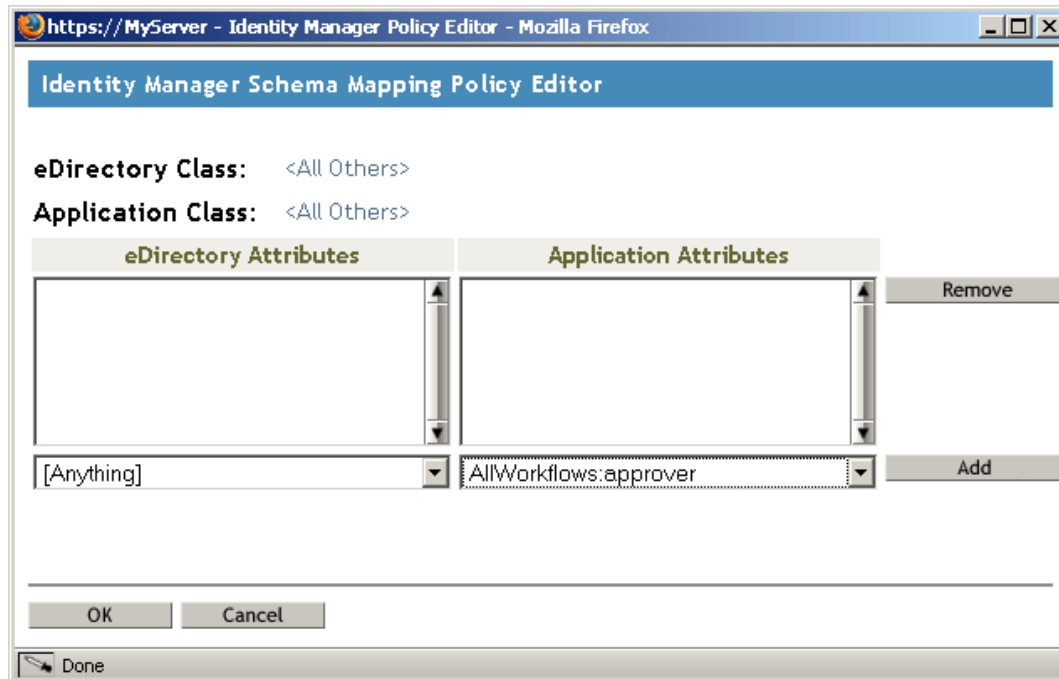 https://MyServer - Identity Manager Policy Editor - Mozilla Firefox
Identity Manager Schema Mapping Policy Editor
eDirectory Class: <All Others>
Application Class: <All Others>
eDirectory Attributes Application Attributes
Remove
[Anything] AllWorkflows:approver Add
OK Cancel
Done